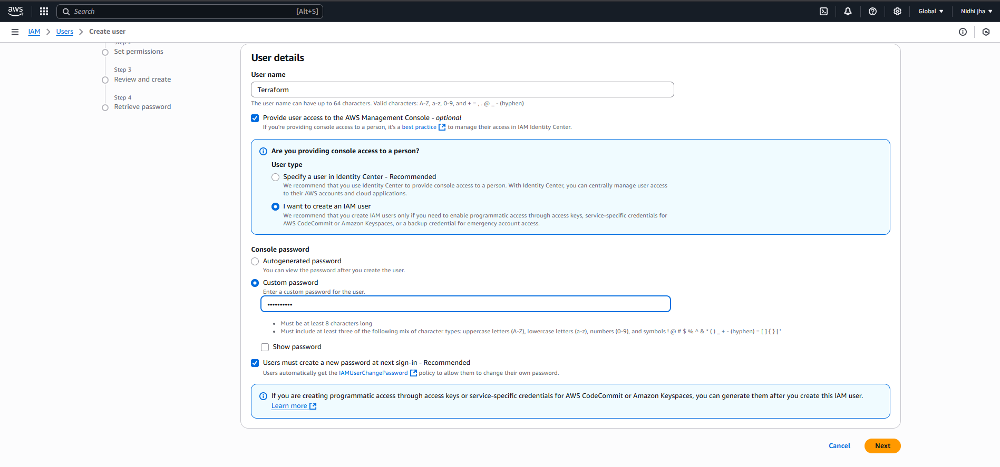 aws
Search
[Alt+S]
Global
Nidhi jha
IAM
Users
Create user
Step 2
Set permissions
Step 3
Review and create
Step 4
Retrieve password
User details
User name
Terraform
The user name can have up to 64 characters. Valid characters: A-Z, a-z, 0-9, and + = , . @ _ - (hyphen)
Provide user access to the AWS Management Console - optional
If you're providing console access to a person, it's a best practice to manage their access in IAM Identity Center.
Are you providing console access to a person?
User type
Specify a user in Identity Center - Recommended
We recommend that you use Identity Center to provide console access to a person. With Identity Center, you can centrally manage user access
to their AWS accounts and cloud applications.
I want to create an IAM user
We recommend that you create IAM users only if you need to enable programmatic access through access keys, service-specific credentials for
AWS CodeCommit or Amazon Keyspaces, or a backup credential for emergency account access.
Console password
Autogenerated password
You can view the password after you create the user.
Custom password
Enter a custom password for the user.
••••••••••
• Must be at least 8 characters long
• Must include at least three of the following mix of character types: uppercase letters (A-Z), lowercase letters (a-z), numbers (0-9), and symbols ! @ # $ % ^ & * ( ) _ + - (hyphen) = [ ] { } | '
Show password
Users must create a new password at next sign-in - Recommended
Users automatically get the IAMUserChangePassword policy to allow them to change their own password.
If you are creating programmatic access through access keys or service-specific credentials for AWS CodeCommit or Amazon Keyspaces, you can generate them after you create this IAM user.
Learn more
Cancel
Next